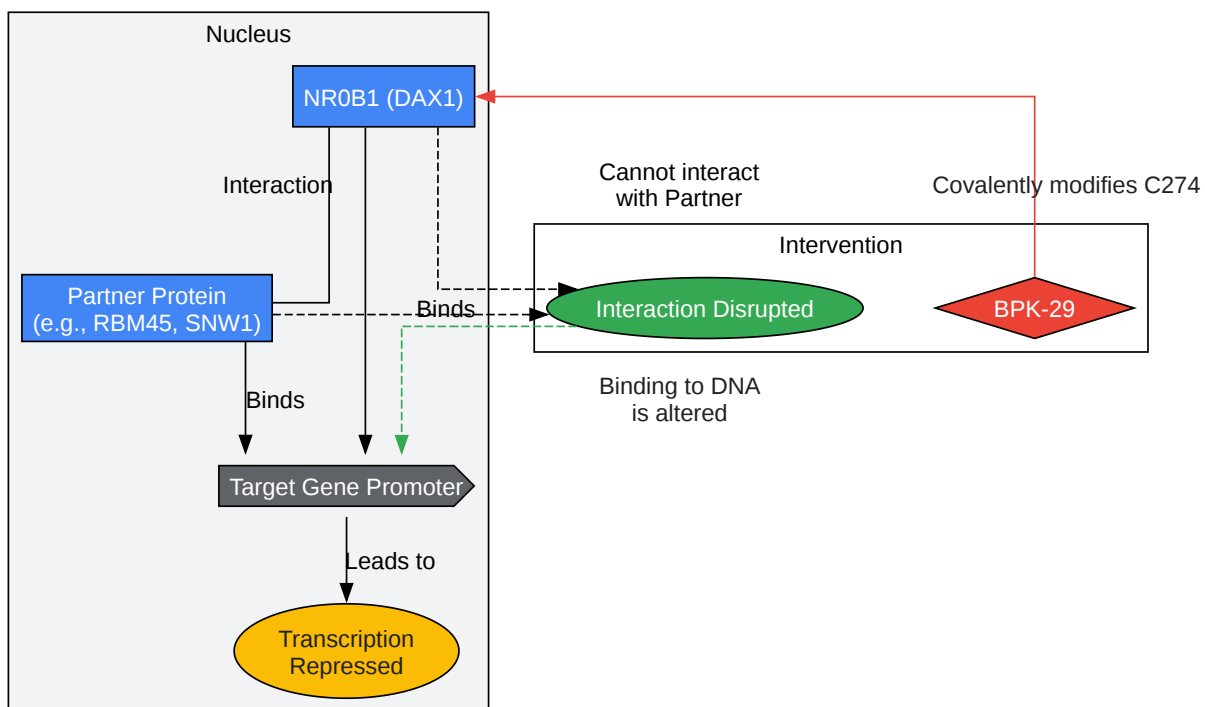 Nucleus
NR0B1 (DAX1)
Interaction
Cannot interact
with Partner
Covalently modifies C274
Intervention
Partner Protein
(e.g., RBM45, SNW1)
Binds
Interaction Disrupted
BPK-29
Binds
Binding to DNA
is altered
Target Gene Promoter
Leads to
Transcription
Repressed